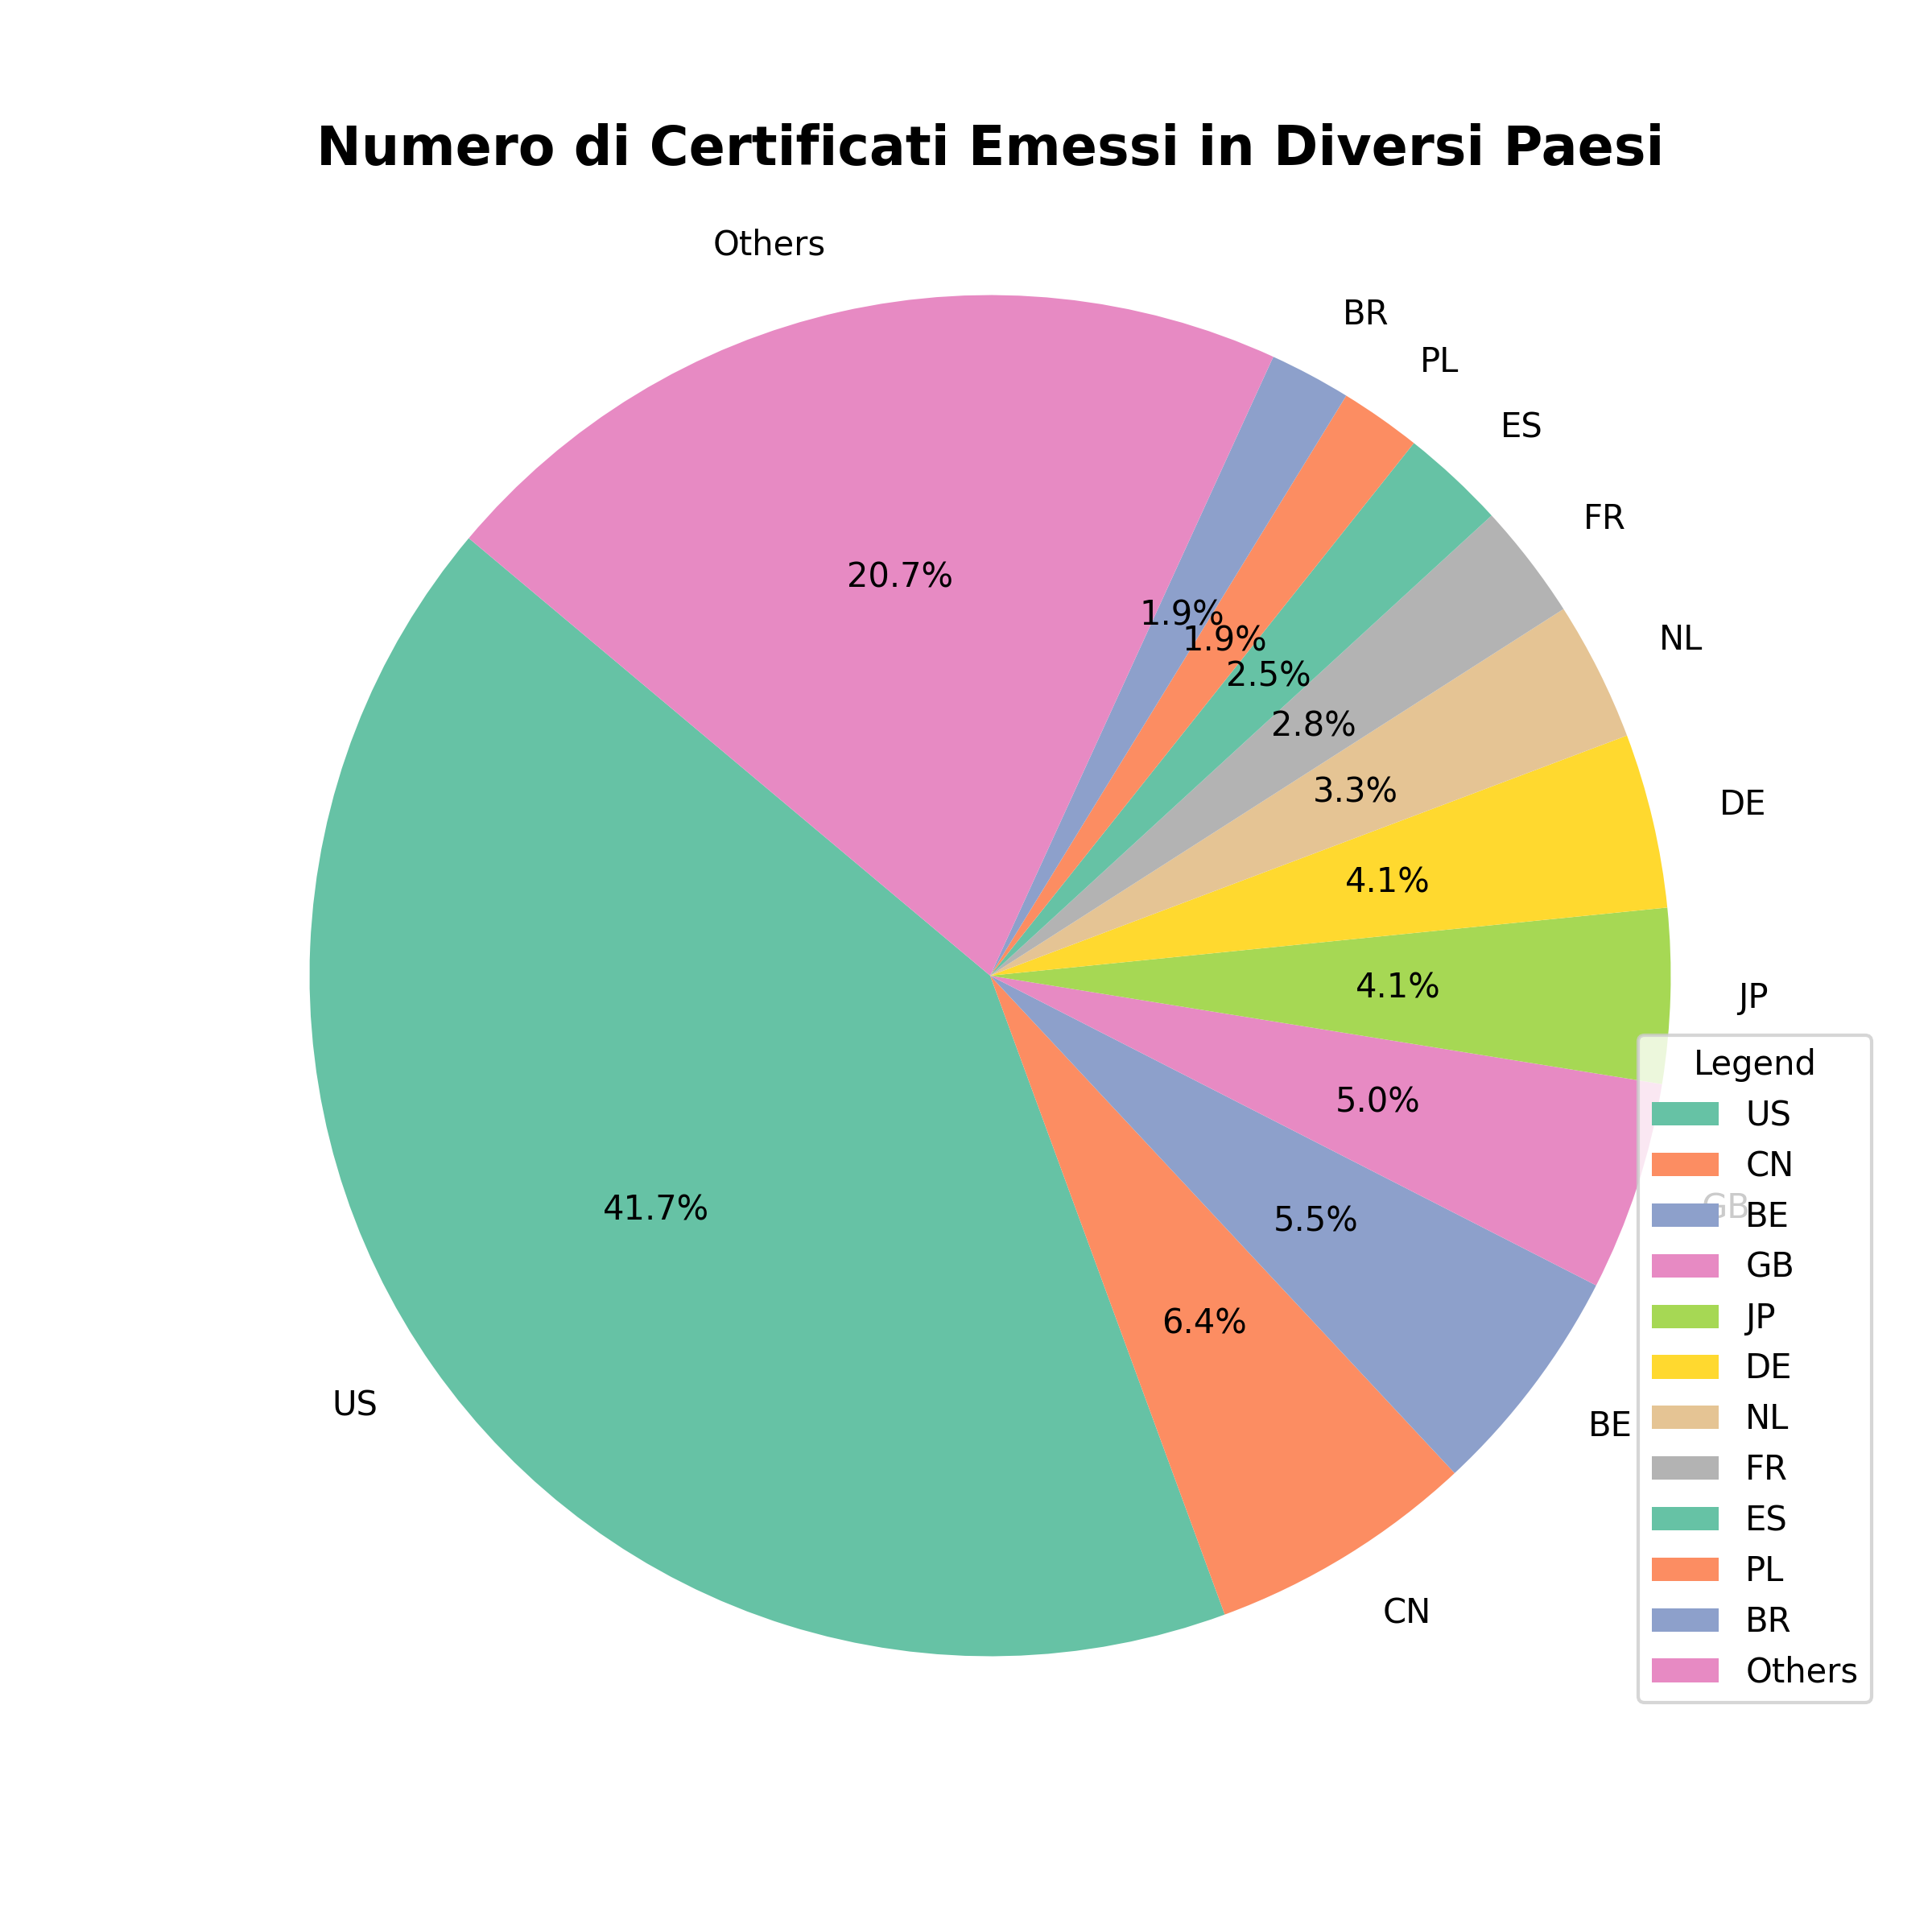 Numero di Certificati Emessi in Diversi Paesi
Others
BR
PL
ES
FR
NL
DE
JP
GB
BE
CN
US
20.7%
1.9%
1.9%
2.5%
2.8%
3.3%
4.1%
4.1%
5.0%
5.5%
6.4%
41.7%
Legend
US
CN
BE
GB
JP
DE
NL
FR
ES
PL
BR
Others